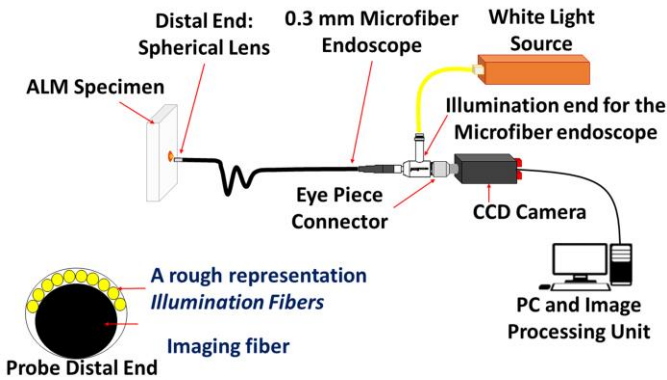 Distal End:
Spherical Lens
0.3 mm Microfiber
Endoscope
White Light
Source
ALM Specimen
Illumination end for the
Microfiber endoscope
Eye Piece
Connector
CCD Camera
PC and Image
Processing Unit
A rough representation
Illumination Fibers
Imaging fiber
Probe Distal End